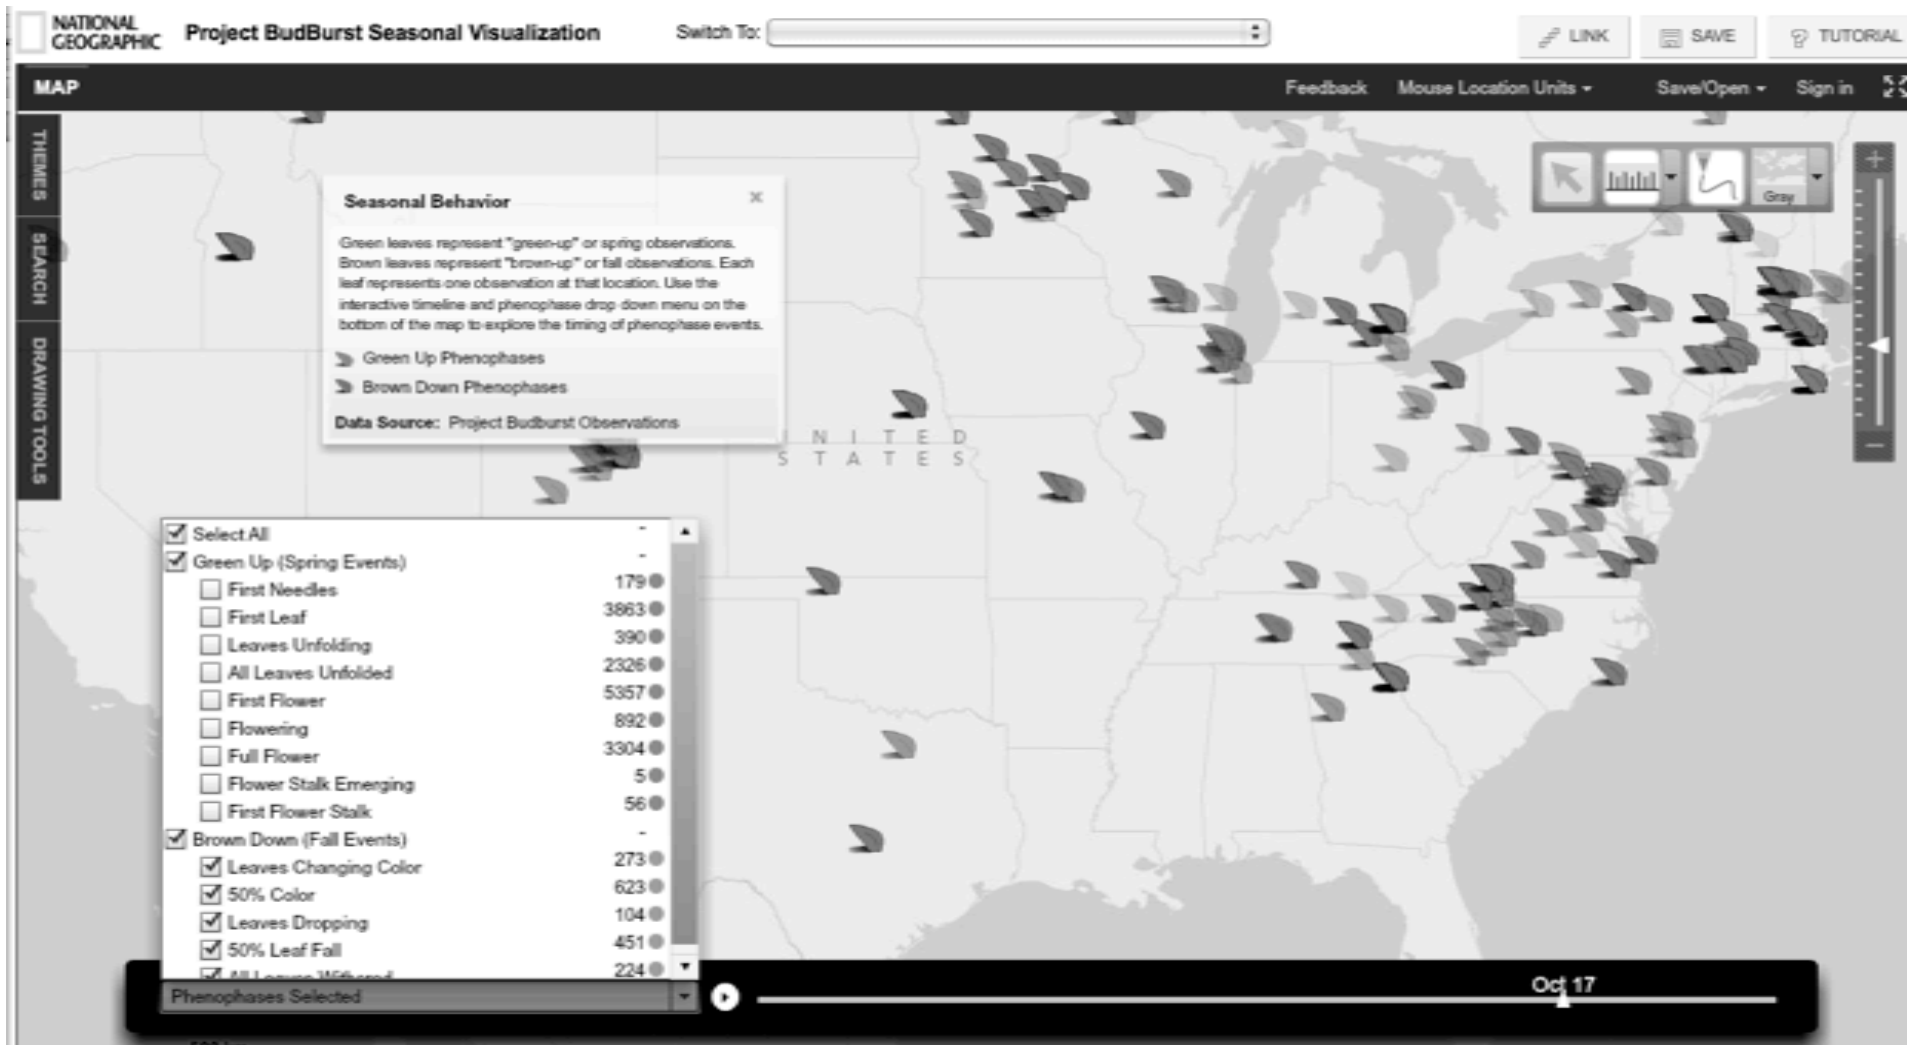 NATIONAL
GEOGRAPHIC
Project BudBurst Seasonal Visualization
Switch To:
LINK
SAVE
TUTORIAL
MAP
Feedback
Mouse Location Units
Save/Open
Sign in
THEMES
SEARCH
DRAWING TOOLS
Gray
Seasonal Behavior
Green leaves represent "green-up" or spring observations.
Brown leaves represent "brown-up" or fall observations. Each
leaf represents one observation at that location. Use the
interactive timeline and phenophase drop down menu on the
bottom of the map to explore the timing of phenophase events.
Green Up Phenophases
Brown Down Phenophases
Data Source: Project Budburst Observations
UNITED
STATES
Select All -
Green Up (Spring Events) -
First Needles 179
First Leaf 3863
Leaves Unfolding 390
All Leaves Unfolded 2326
First Flower 5357
Flowering 892
Full Flower 3304
Flower Stalk Emerging 5
First Flower Stalk 56
Brown Down (Fall Events) -
Leaves Changing Color 273
50% Color 623
Leaves Dropping 104
50% Leaf Fall 451
All Leaves Withered 224
Phenophases Selected
Oct 17